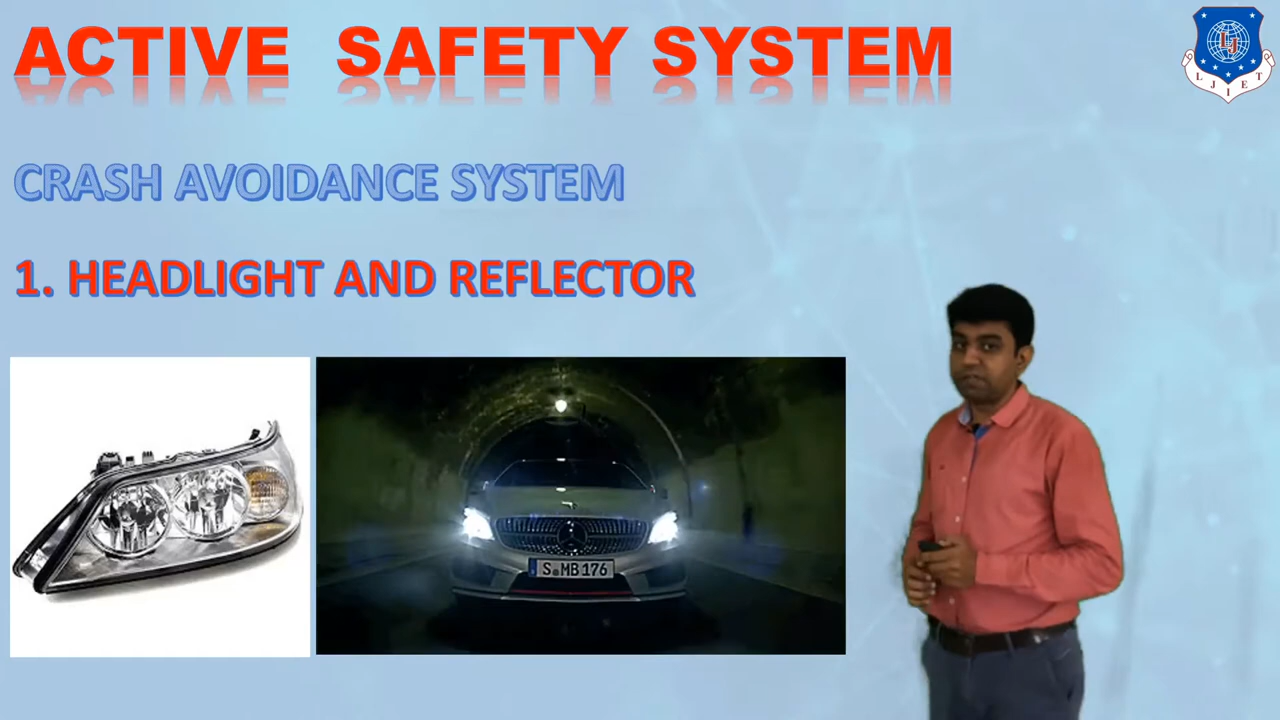 ACTIVE SAFETY SYSTEM
LJIET
CRASH AVOIDANCE SYSTEM
1. HEADLIGHT AND REFLECTOR
S MB 176